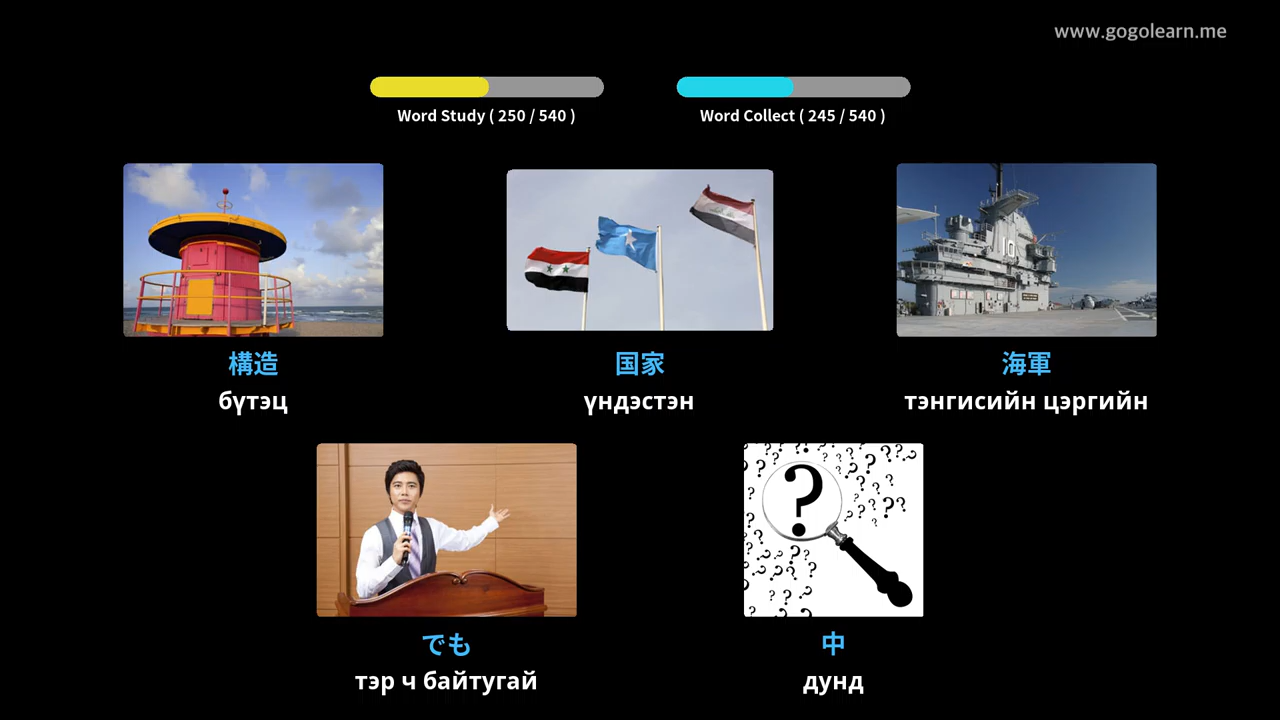 www.gogolearn.me
Word Study ( 250 / 540 )
Word Collect ( 245 / 540 )
10
構造
бүтэц
国家
үндэстэн
海軍
тэнгисийн цэргийн
でも
тэр ч байтугай
中
дунд